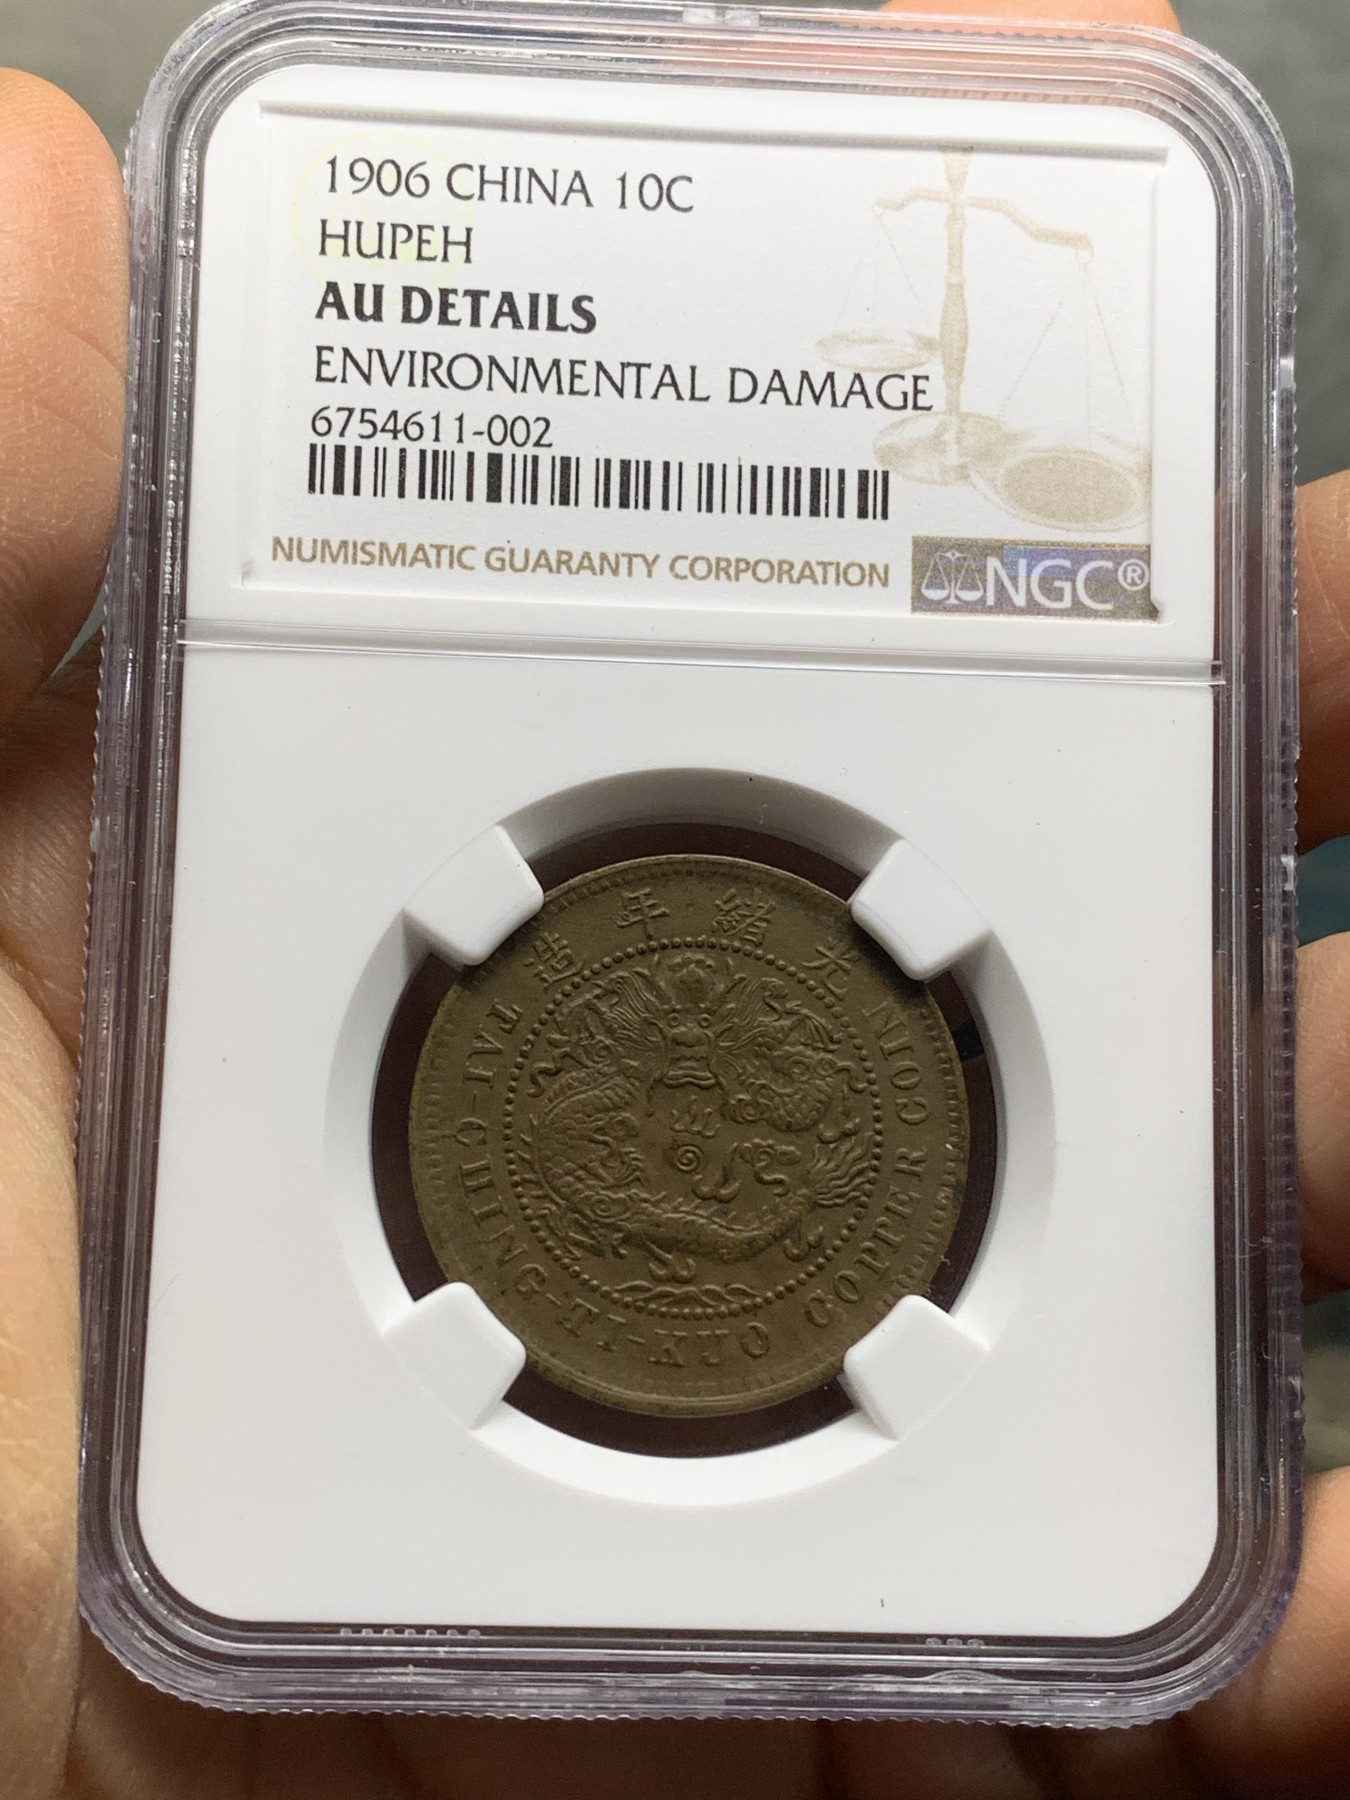 1906 CHINA 10C
HUPEH
AU DETAILS
ENVIRONMENTAL DAMAGE
6754611-002
NUMISMATIC GUARANTY CORPORATION
NGC®
造年緒光
TAI-CHING-TI-KUO COPPER COIN